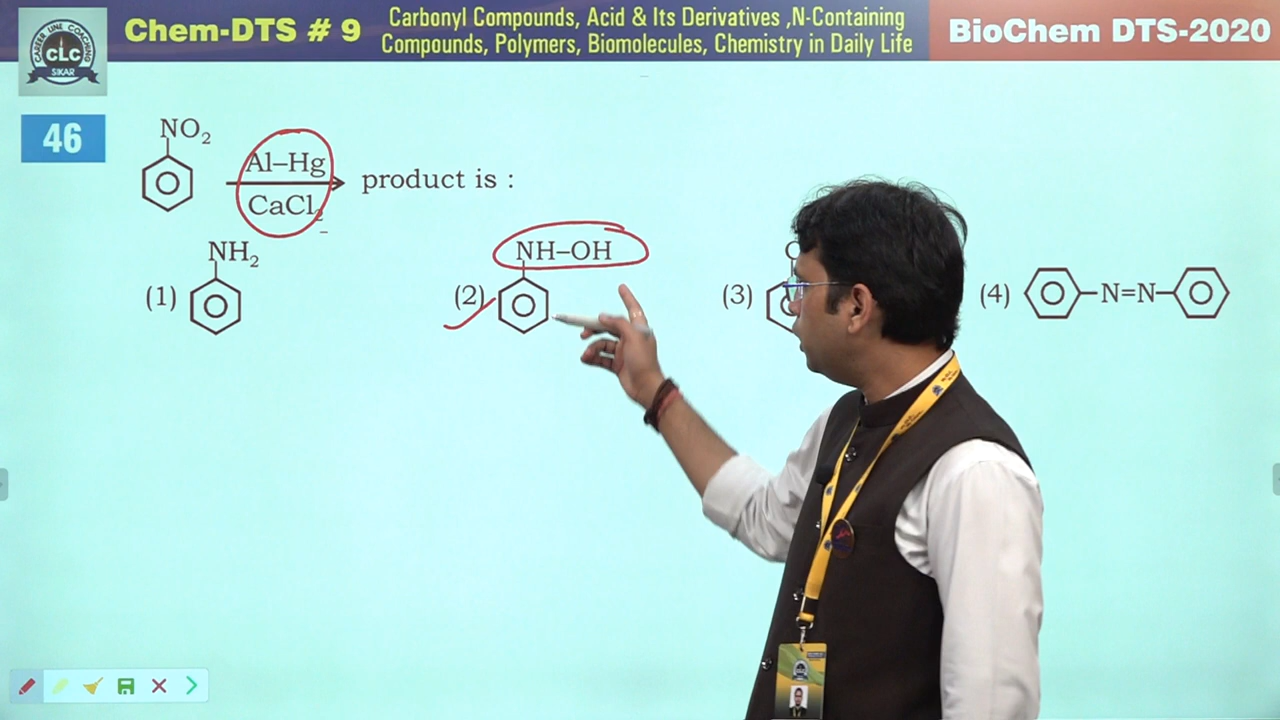 Chem-DTS # 9
Carbonyl Compounds, Acid & Its Derivatives ,N-Containing
Compounds, Polymers, Biomolecules, Chemistry in Daily Life
BioChem DTS-2020
CAREER LINE COACHING
CLC
SIKAR
46
NO₂
Al–Hg
CaCl₂
product is :
(1)
NH₂
(2)
NH–OH
(3)
(4)
N=N